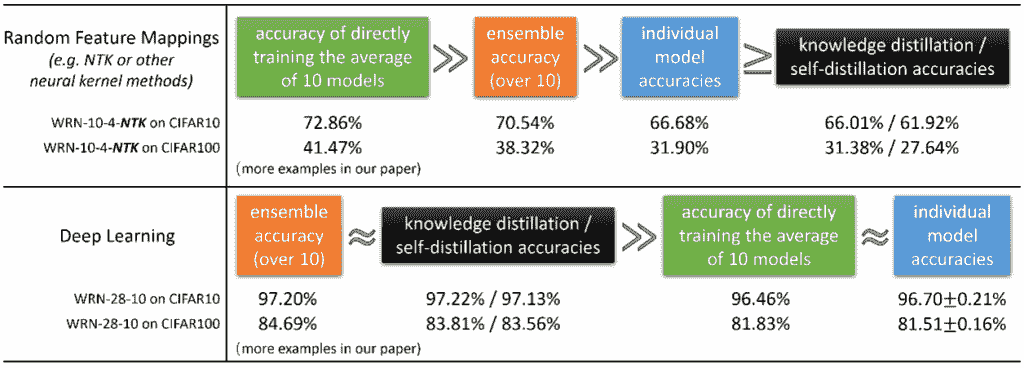 Random Feature Mappings
(e.g. NTK or other
neural kernel methods)
accuracy of directly
training the average
of 10 models
>>
ensemble
accuracy
(over 10)
>>
individual
model
accuracies
≥
knowledge distillation /
self-distillation accuracies
WRN-10-4-NTK on CIFAR10 72.86% 70.54% 66.68% 66.01% / 61.92%
WRN-10-4-NTK on CIFAR100 41.47% 38.32% 31.90% 31.38% / 27.64%
(more examples in our paper)
Deep Learning
ensemble
accuracy
(over 10)
≈
knowledge distillation /
self-distillation accuracies
>>
accuracy of directly
training the average
of 10 models
≈
individual
model
accuracies
WRN-28-10 on CIFAR10 97.20% 97.22% / 97.13% 96.46% 96.70±0.21%
WRN-28-10 on CIFAR100 84.69% 83.81% / 83.56% 81.83% 81.51±0.16%
(more examples in our paper)